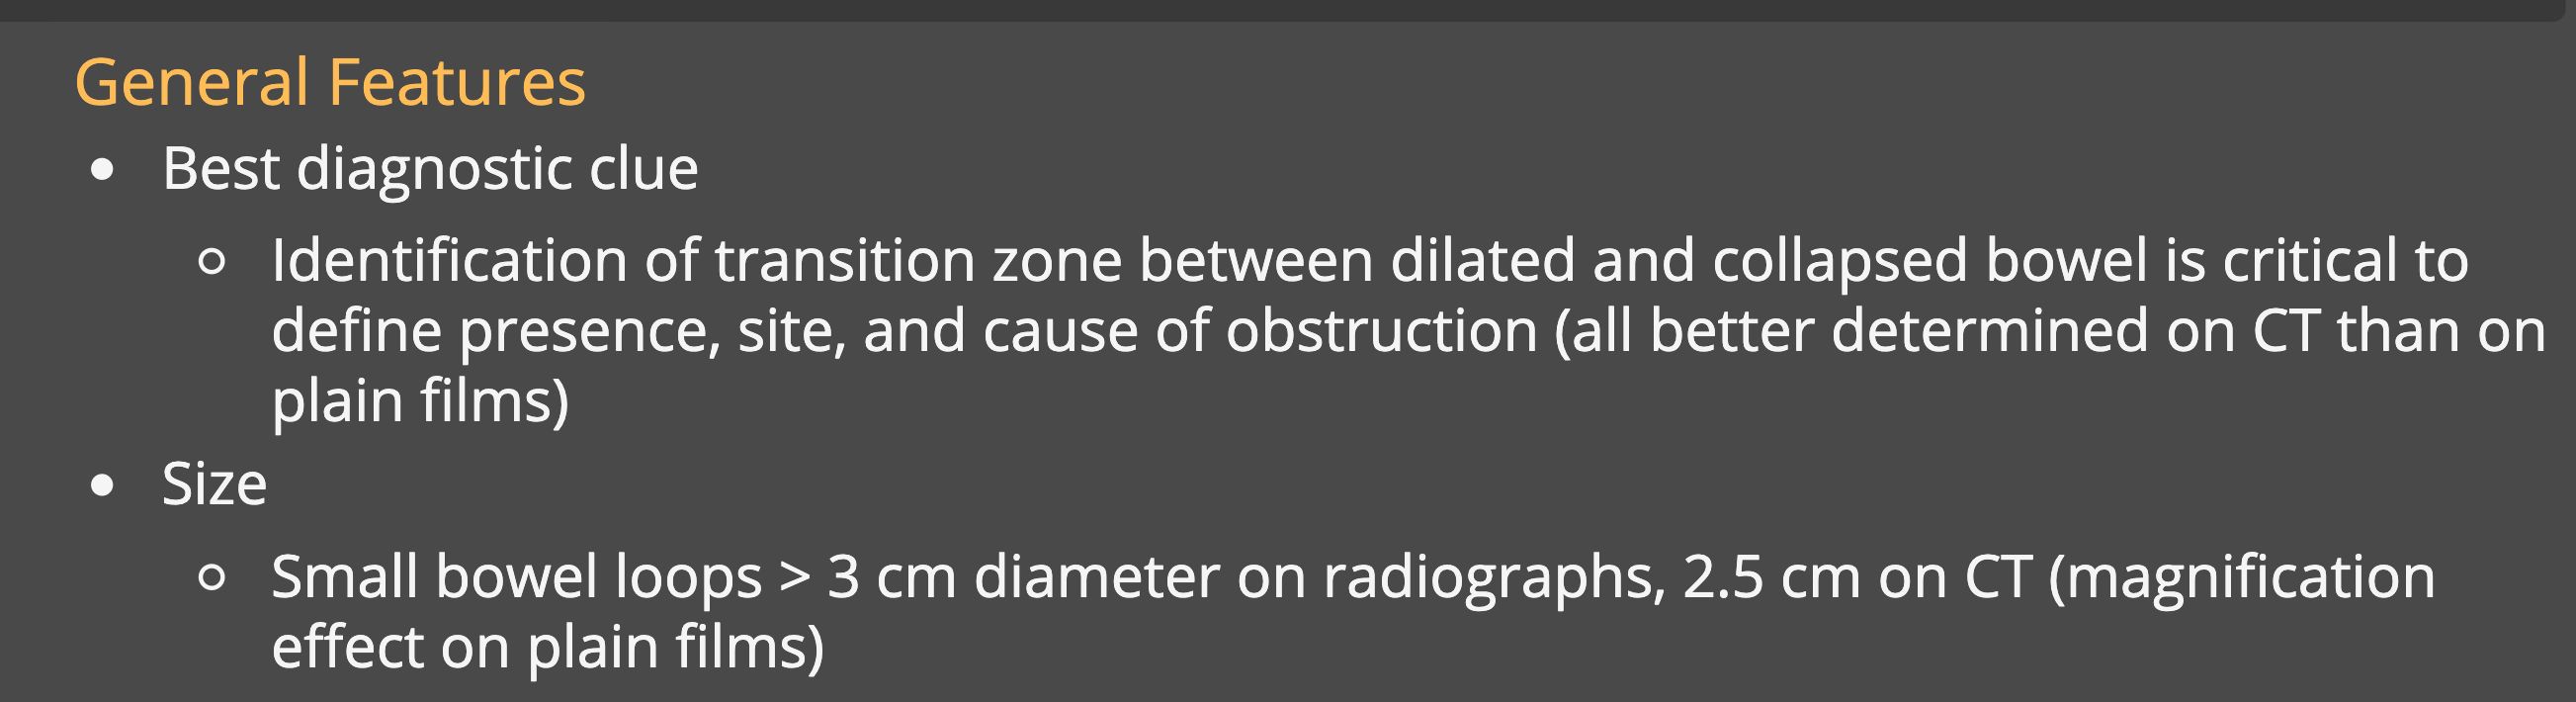 General Features
• Best diagnostic clue
○ Identification of transition zone between dilated and collapsed bowel is critical to
define presence, site, and cause of obstruction (all better determined on CT than on
plain films)
• Size
○ Small bowel loops > 3 cm diameter on radiographs, 2.5 cm on CT (magnification
effect on plain films)